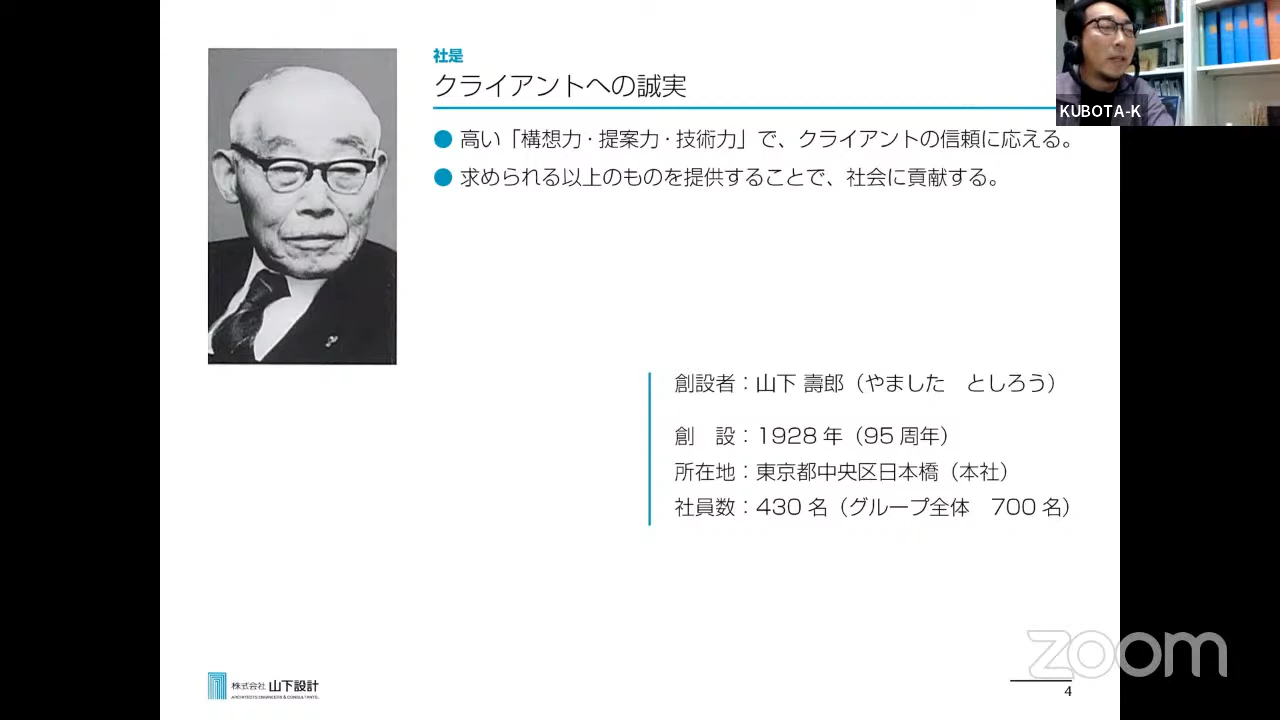 社是
クライアントへの誠実
● 高い「構想力・提案力・技術力」で、クライアントの信頼に応える。
● 求められる以上のものを提供することで、社会に貢献する。
KUBOTA-K
創設者：山下 壽郎（やました　としろう）
創　設：1928 年（95 周年）
所在地：東京都中央区日本橋（本社）
社員数：430 名（グループ全体　700 名）
株式会社 山下設計
ARCHITECTS ENGINEERS & CONSULTANTS.
zoom
4